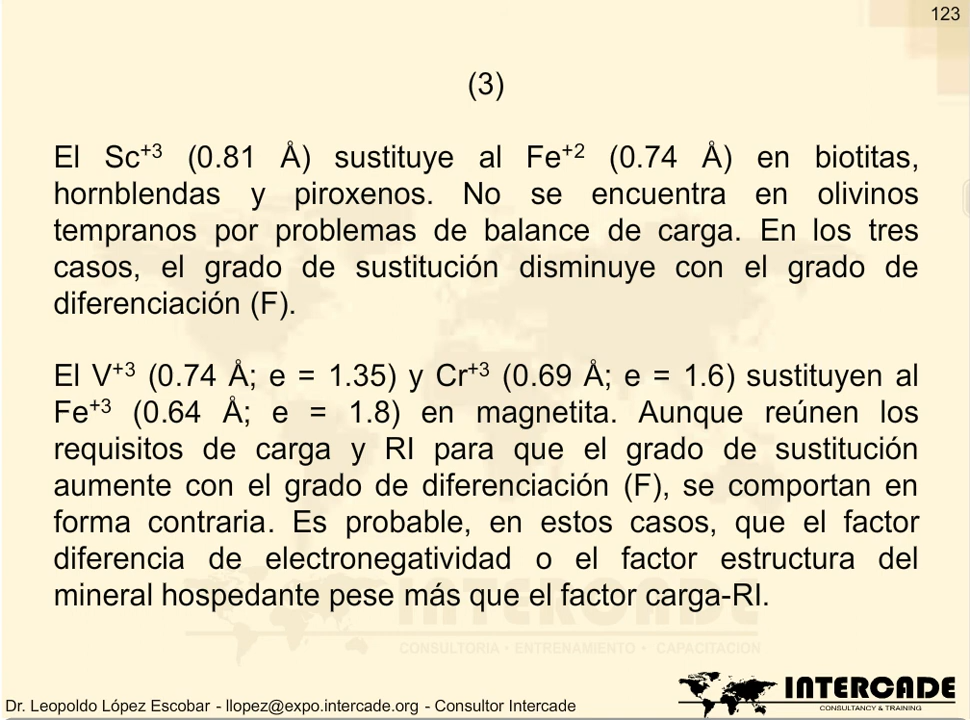 123
(3)
El Sc+3 (0.81 Å) sustituye al Fe+2 (0.74 Å) en biotitas,
hornblendas y piroxenos. No se encuentra en olivinos
tempranos por problemas de balance de carga. En los tres
casos, el grado de sustitución disminuye con el grado de
diferenciación (F).
El V+3 (0.74 Å; e = 1.35) y Cr+3 (0.69 Å; e = 1.6) sustituyen al
Fe+3 (0.64 Å; e = 1.8) en magnetita. Aunque reúnen los
requisitos de carga y RI para que el grado de sustitución
aumente con el grado de diferenciación (F), se comportan en
forma contraria. Es probable, en estos casos, que el factor
diferencia de electronegatividad o el factor estructura del
mineral hospedante pese más que el factor carga-RI.
INTERCADE
CONSULTORIA • ENTRENAMIENTO • CAPACITACION
Dr. Leopoldo López Escobar - llopez@expo.intercade.org - Consultor Intercade
INTERCADE
CONSULTANCY & TRAINING